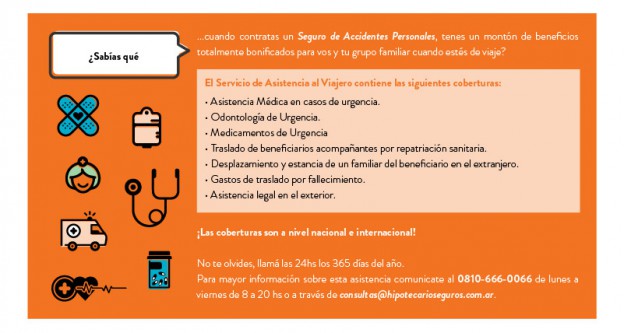 ¿Sabías qué
...cuando contratas un Seguro de Accidentes Personales, tenes un montón de beneficios
totalmente bonificados para vos y tu grupo familiar cuando estés de viaje?
El Servicio de Asistencia al Viajero contiene las siguientes coberturas:
• Asistencia Médica en casos de urgencia.
• Odontología de Urgencia.
• Medicamentos de Urgencia
• Traslado de beneficiarios acompañantes por repatriación sanitaria.
• Desplazamiento y estancia de un familiar del beneficiario en el extranjero.
• Gastos de traslado por fallecimiento.
• Asistencia legal en el exterior.
¡Las coberturas son a nivel nacional e internacional!
No te olvides, llamá las 24hs los 365 días del año.
Para mayor información sobre esta asistencia comunicate al 0810-666-0066 de lunes a
viernes de 8 a 20 hs o a través de consultas@hipotecarioseguros.com.ar.